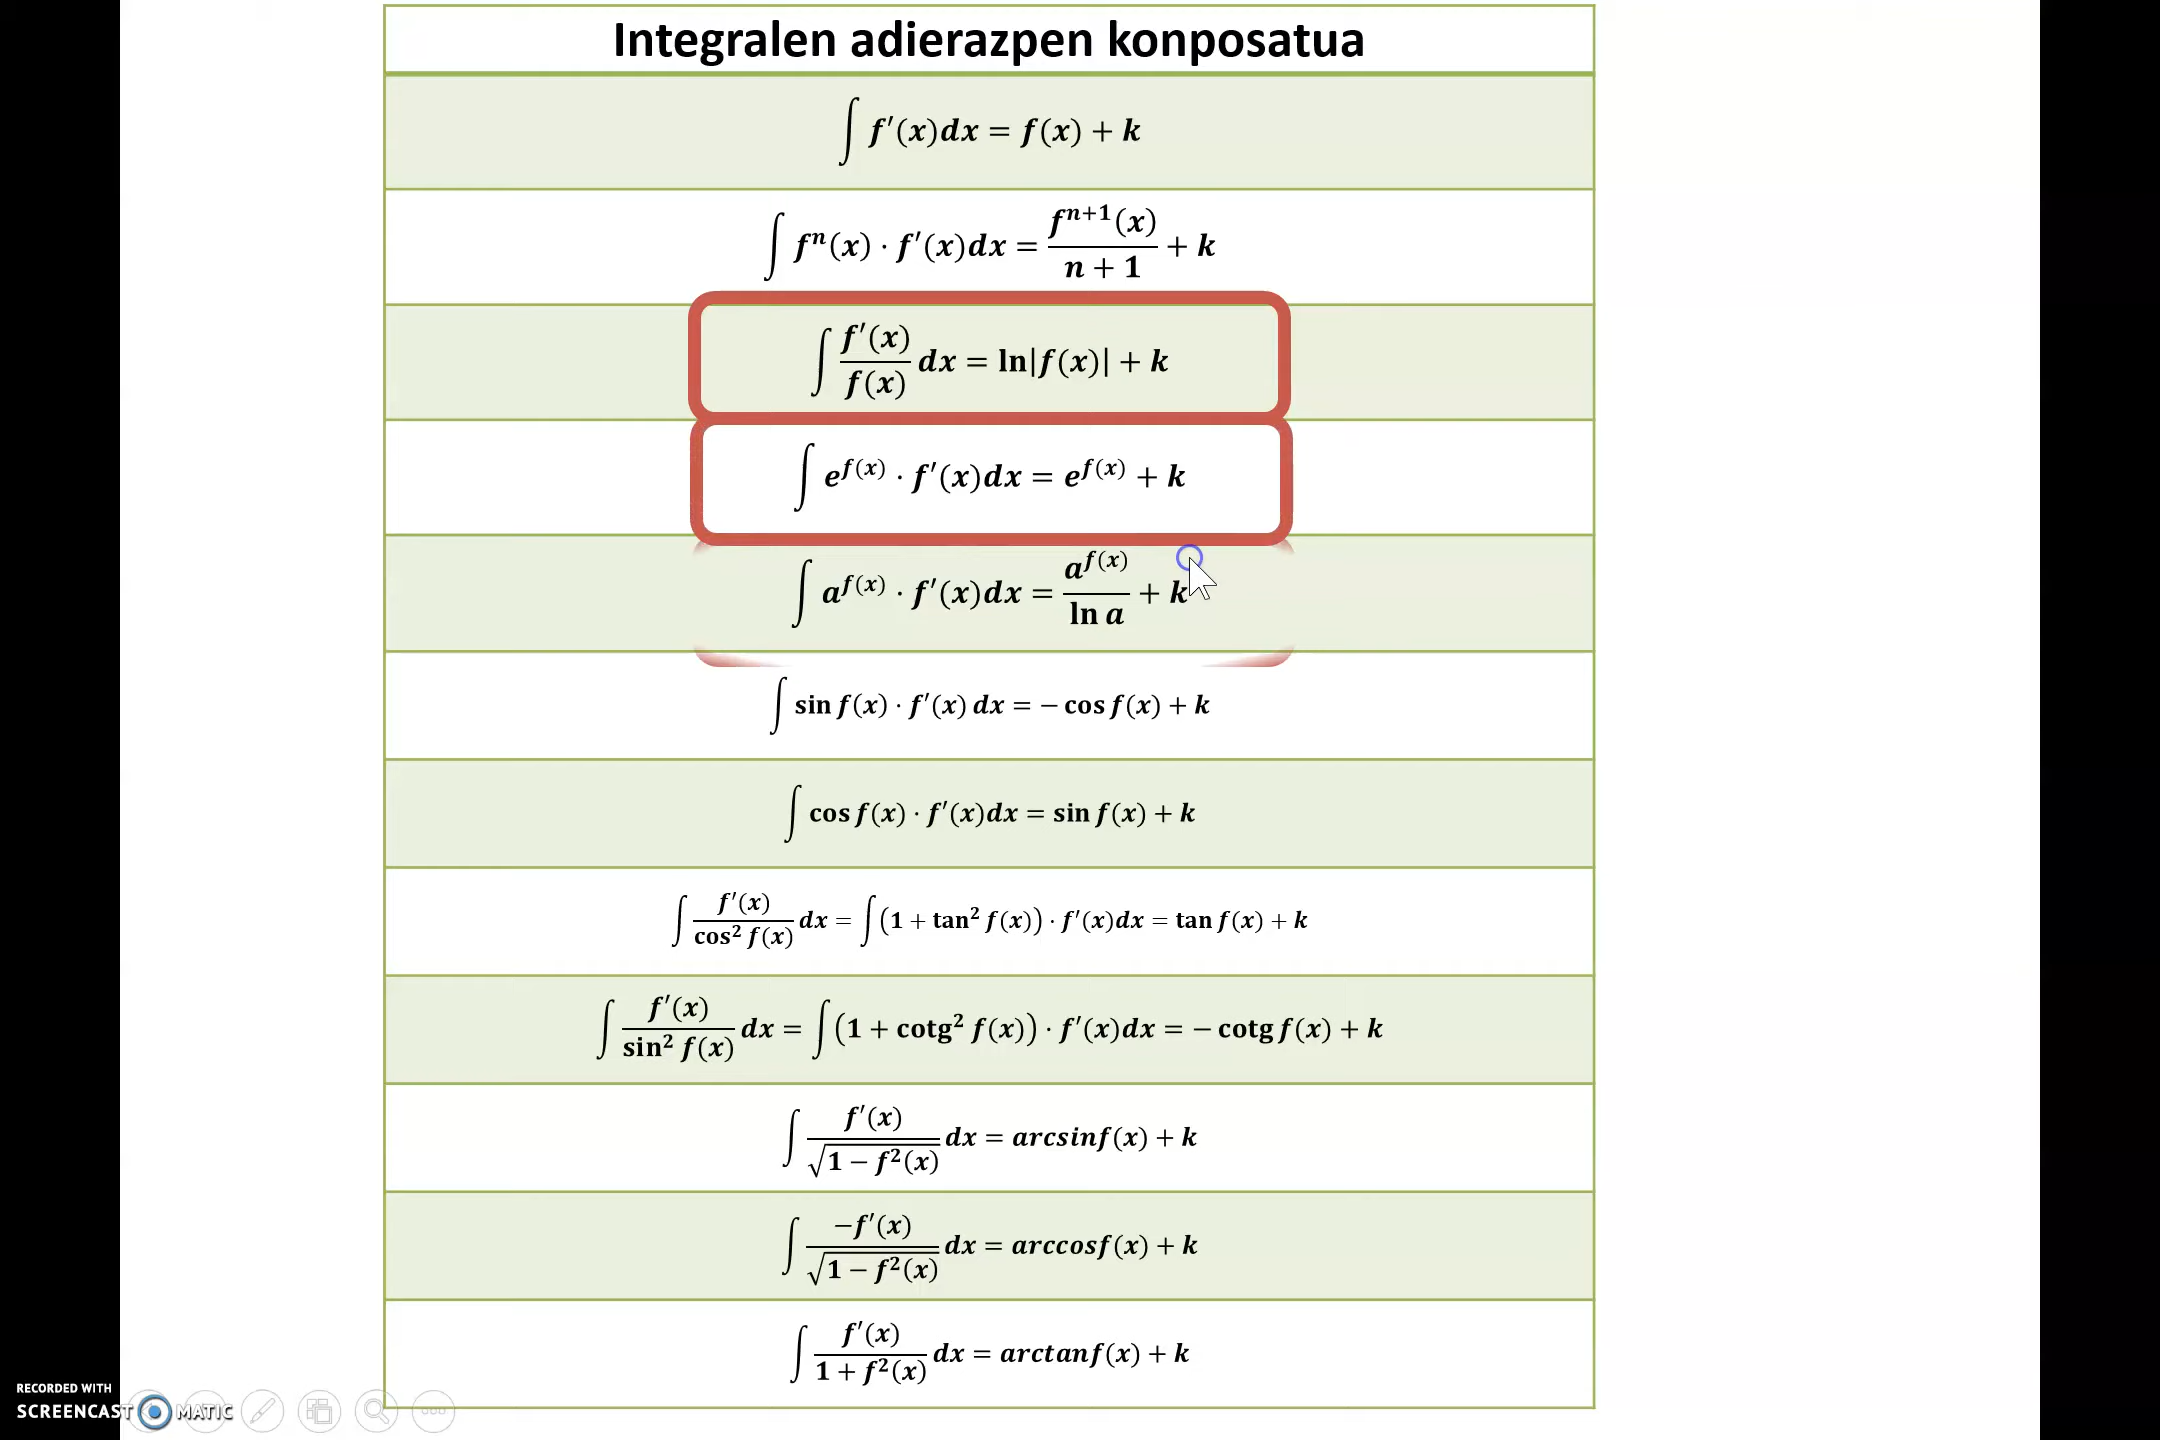 Integralen adierazpen konposatua
∫ f′(x)dx = f(x) + k
∫ fⁿ(x) · f′(x)dx = fⁿ⁺¹(x)/(n + 1) + k
∫ f′(x)/f(x) dx = ln|f(x)| + k
∫ e^f(x) · f′(x)dx = e^f(x) + k
∫ a^f(x) · f′(x)dx = a^f(x)/ln a + k
∫ sin f(x) · f′(x) dx = − cos f(x) + k
∫ cos f(x) · f′(x)dx = sin f(x) + k
∫ f′(x)/cos² f(x) dx = ∫ (1 + tan² f(x)) · f′(x)dx = tan f(x) + k
∫ f′(x)/sin² f(x) dx = ∫ (1 + cotg² f(x)) · f′(x)dx = − cotg f(x) + k
∫ f′(x)/√(1 − f²(x)) dx = arcsinf(x) + k
∫ −f′(x)/√(1 − f²(x)) dx = arccosf(x) + k
∫ f′(x)/(1 + f²(x)) dx = arctanf(x) + k
RECORDED WITH
SCREENCAST MATIC